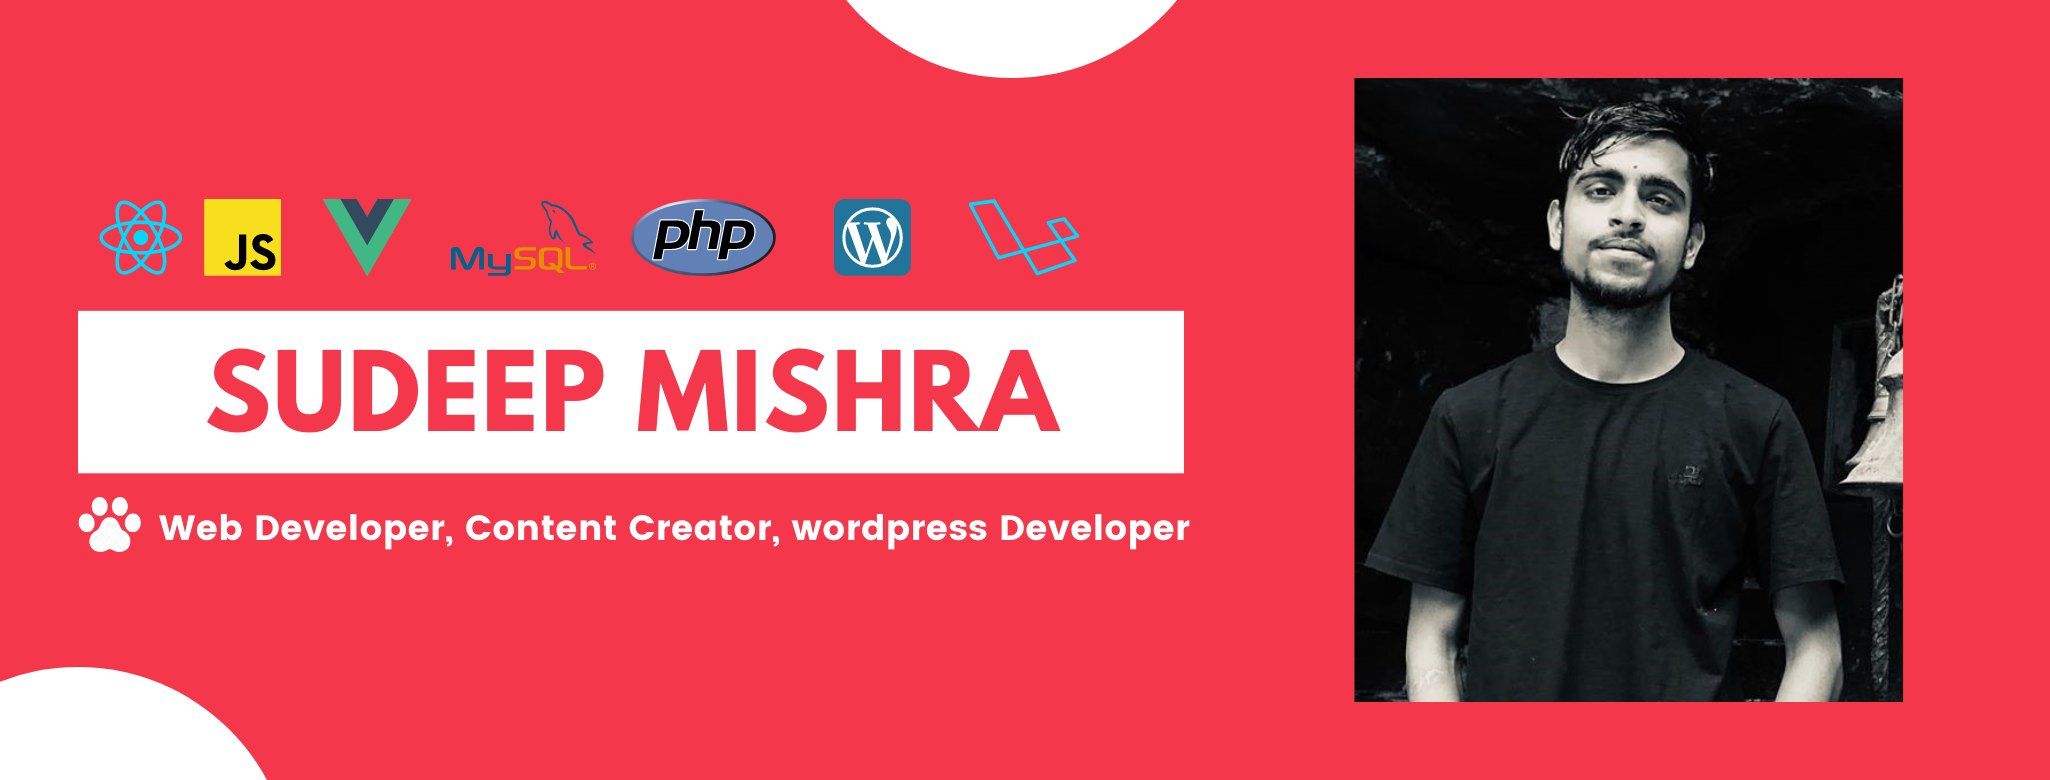 JS
MySQL®
php
W
SUDEEP MISHRA
Web Developer, Content Creator, wordpress Developer